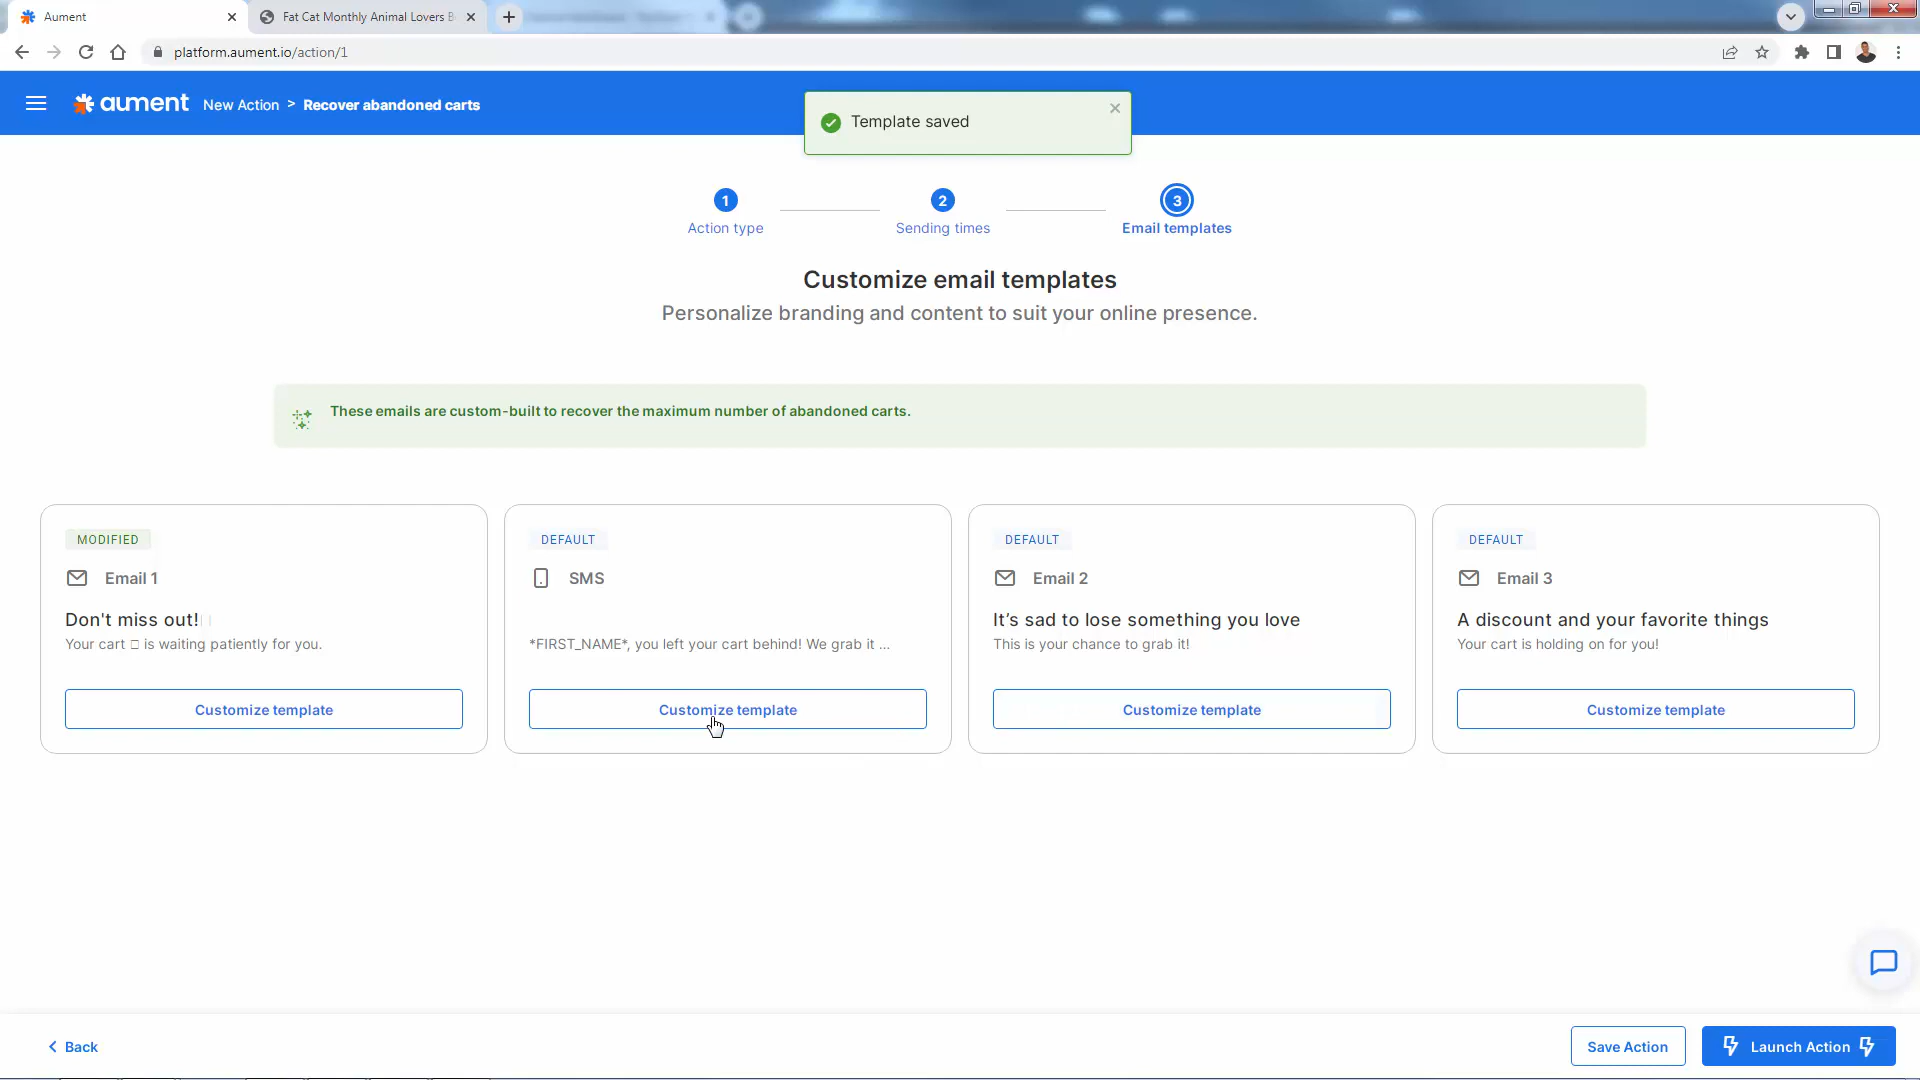 Aument
Fat Cat Monthly Animal Lovers B
platform.aument.io/action/1
aument New Action > Recover abandoned carts
Template saved
1 2 3
Action type Sending times Email templates
Customize email templates
Personalize branding and content to suit your online presence.
These emails are custom-built to recover the maximum number of abandoned carts.
MODIFIED
Email 1
Don't miss out!
Your cart □ is waiting patiently for you.
Customize template
DEFAULT
SMS
*FIRST_NAME*, you left your cart behind! We grab it ...
Customize template
DEFAULT
Email 2
It’s sad to lose something you love
This is your chance to grab it!
Customize template
DEFAULT
Email 3
A discount and your favorite things
Your cart is holding on for you!
Customize template
Back
Save Action
Launch Action